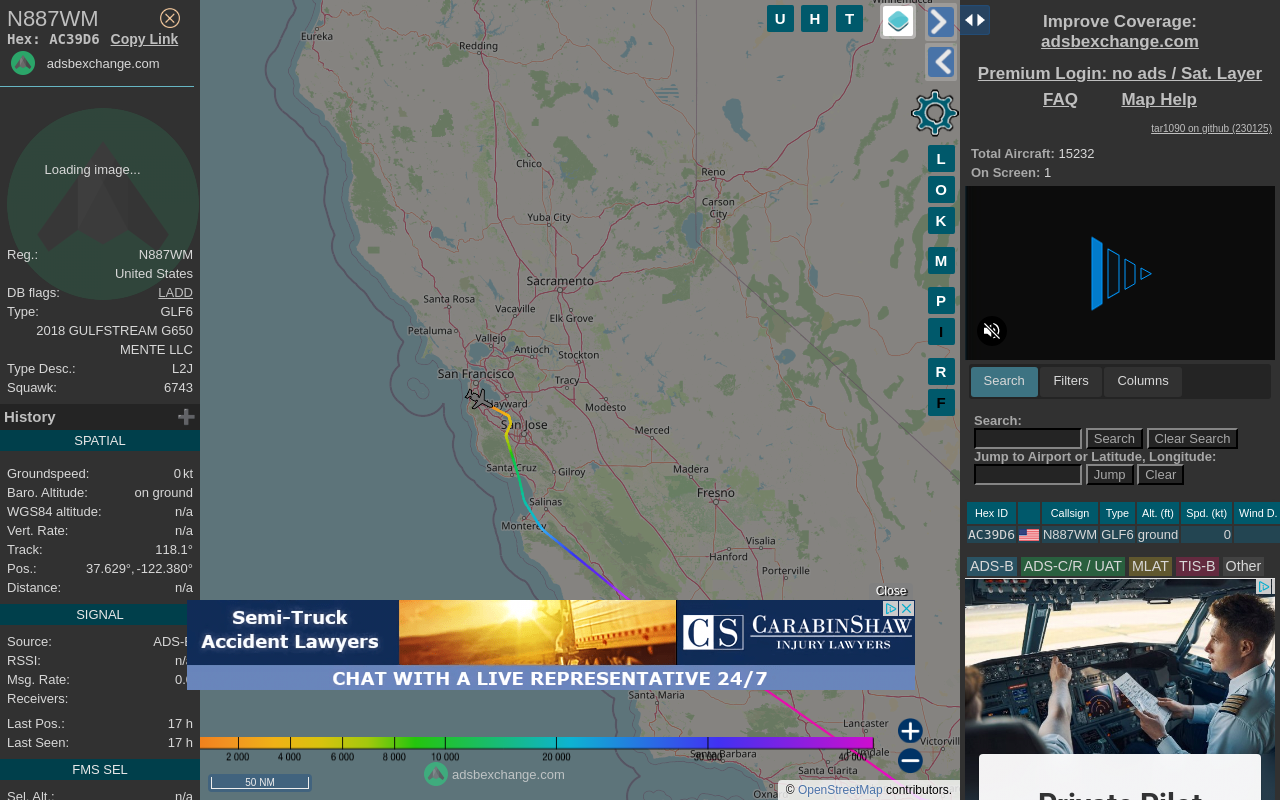 N887WM
Hex: AC39D6 Copy Link
adsbexchange.com
Loading image...
Reg.: N887WM
United States
DB flags: LADD
Type: GLF6
2018 GULFSTREAM G650
MENTE LLC
Type Desc.: L2J
Squawk: 6743
History
SPATIAL
Groundspeed: 0 kt
Baro. Altitude: on ground
WGS84 altitude: n/a
Vert. Rate: n/a
Track: 118.1°
Pos.: 37.629°, -122.380°
Distance: n/a
SIGNAL
Source: ADS-
RSSI:
Msg. Rate:
Receivers:
Last Pos.: 17 h
Last Seen: 17 h
FMS SEL
Sel. Alt.: n/a
Eureka
Redding
Chico
Reno
Carson
City
Yuba City
Sacramento
Santa Rosa
Vacaville
Elk Grove
Petaluma
Vallejo
Antioch
Stockton
San Francisco
Tracy
Hayward
Modesto
San Jose
Merced
Santa Cruz
Gilroy
Madera
Salinas
Fresno
Monterey
Visalia
Hanford
Porterville
Santa Maria
Lancaster
Victorvill
Santa Barbara
Palmdale
Santa Clarita
Oxna
U H T
L
O
K
M
P
I
R
F
Close
Semi-Truck
Accident Lawyers
CS CARABINSHAW
INJURY LAWYERS
CHAT WITH A LIVE REPRESENTATIVE 24/7
2 000 4 000 6 000 8 000 10 000 20 000 30 000 40 000+
adsbexchange.com
50 NM
© OpenStreetMap contributors.
Improve Coverage:
adsbexchange.com
Premium Login: no ads / Sat. Layer
FAQ Map Help
tar1090 on github (230125)
Total Aircraft: 15232
On Screen: 1
Search Filters Columns
Search:
Search Clear Search
Jump to Airport or Latitude, Longitude:
Jump Clear
Hex ID Callsign Type Alt. (ft) Spd. (kt) Wind D.
AC39D6 N887WM GLF6 ground 0
ADS-B ADS-C/R / UAT MLAT TIS-B Other
Private Pilot